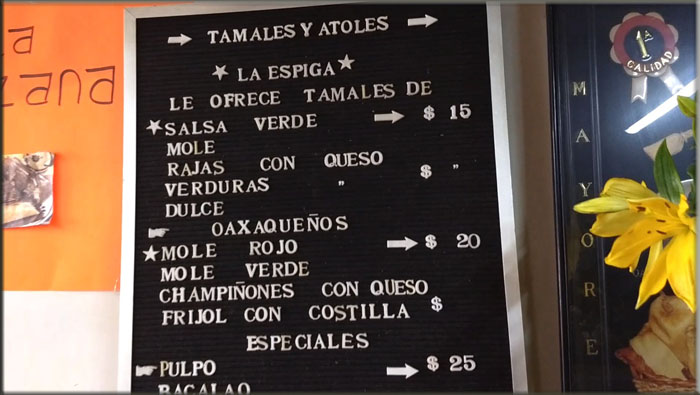 a
zana
→ TAMALES Y ATOLES →
★ LA ESPIGA ★
LE OFRECE TAMALES DE
★ SALSA VERDE → $ 15
MOLE
RAJAS CON QUESO
VERDURAS " $ "
DULCE
☛ OAXAQUEÑOS
★ MOLE ROJO → $ 20
MOLE VERDE
CHAMPIÑONES CON QUESO
FRIJOL CON COSTILLA $
ESPECIALES
☛ PULPO → $ 25
BACALAO
1ª
CALIDAD
MAYORE